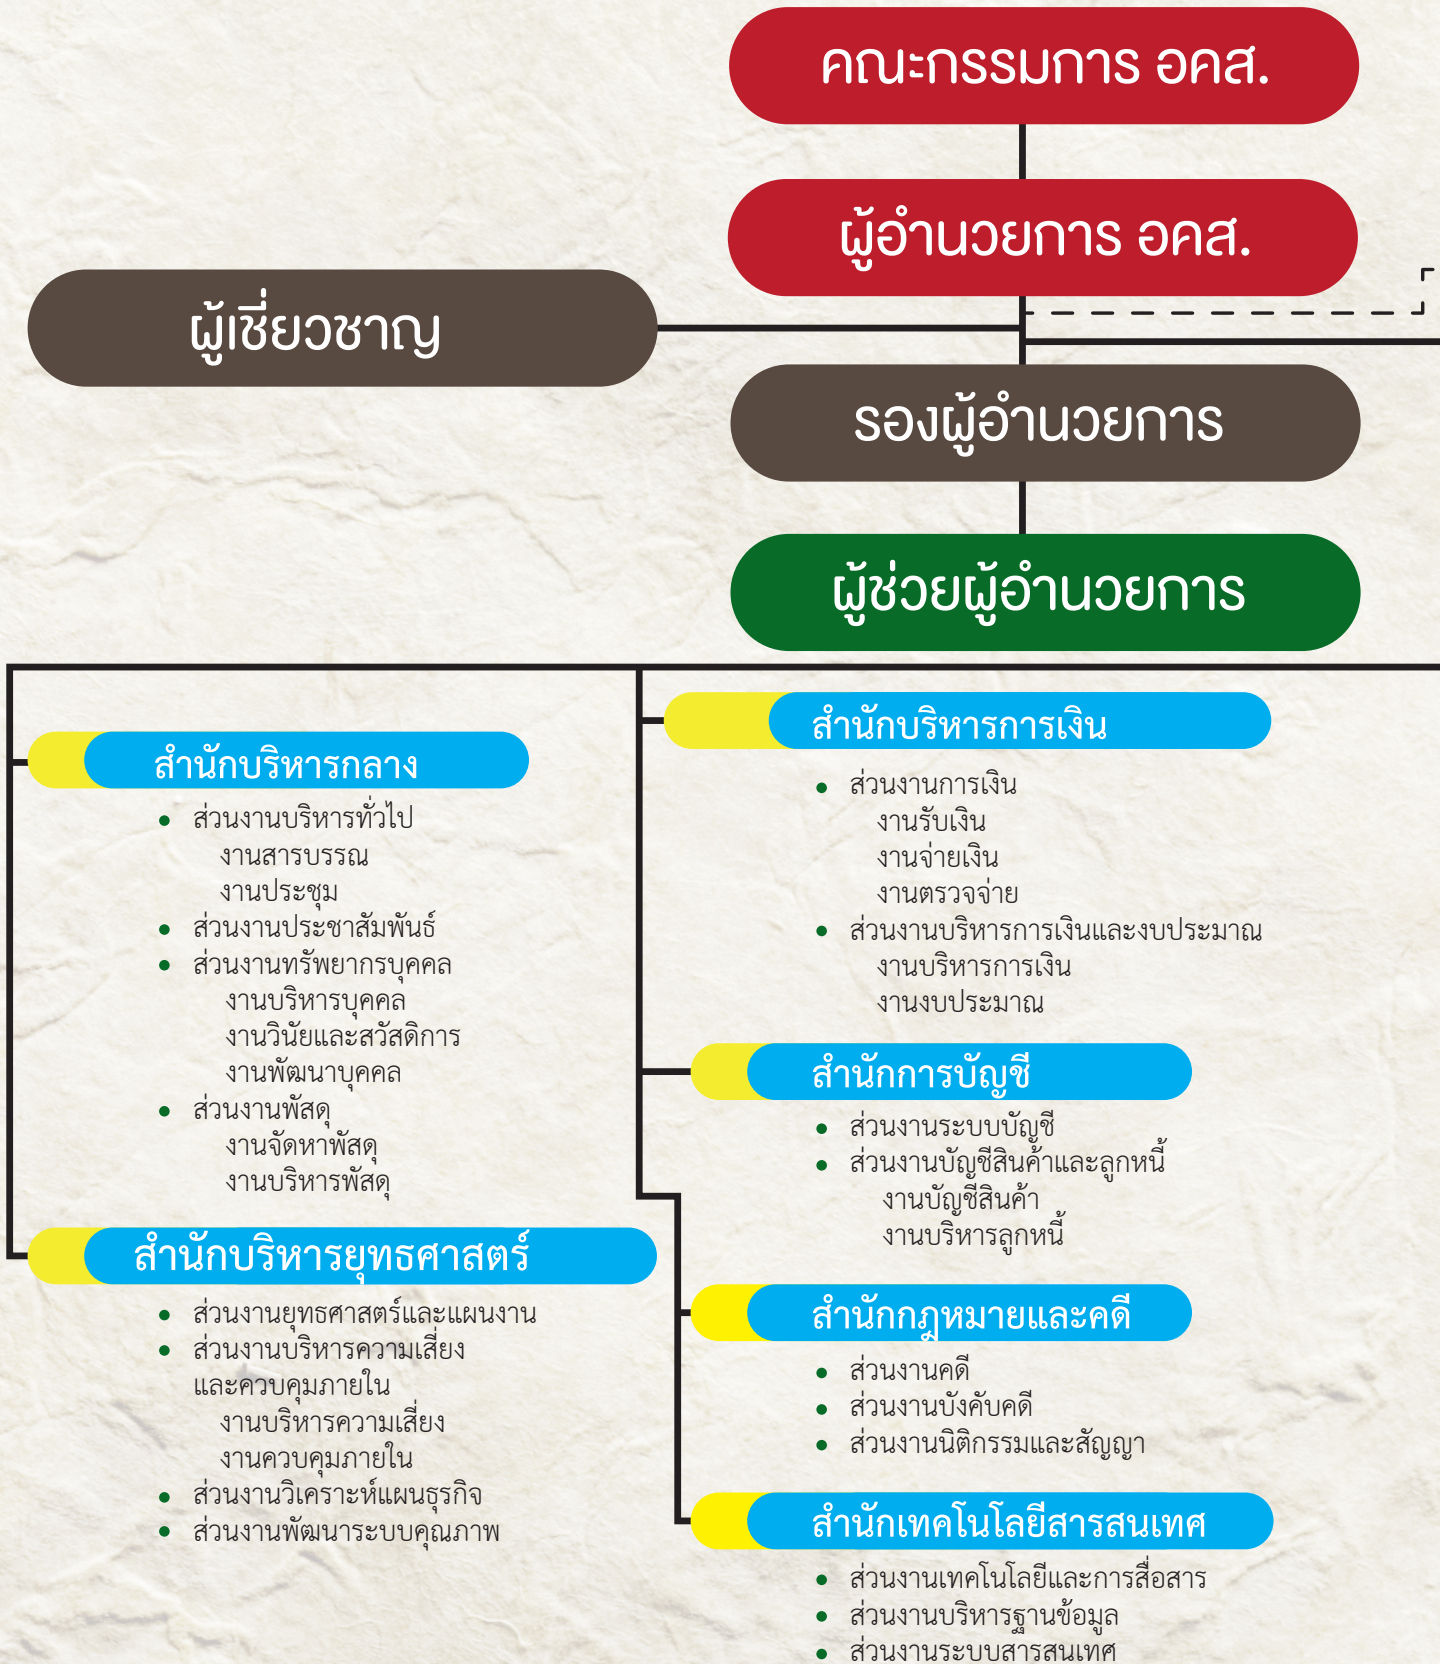 คณะกรรมการ อคส.
ผู้อำนวยการ อคส.
ผู้เชี่ยวชาญ
รองผู้อำนวยการ
ผู้ช่วยผู้อำนวยการ
สำนักบริหารกลาง
ส่วนงานบริหารทั่วไป
งานสารบรรณ
งานประชุม
ส่วนงานประชาสัมพันธ์
ส่วนงานทรัพยากรบุคคล
งานบริหารบุคคล
งานวินัยและสวัสดิการ
งานพัฒนาบุคคล
ส่วนงานพัสดุ
งานจัดหาพัสดุ
งานบริหารพัสดุ
สำนักบริหารยุทธศาสตร์
ส่วนงานยุทธศาสตร์และแผนงาน
ส่วนงานบริหารความเสี่ยง
และควบคุมภายใน
งานบริหารความเสี่ยง
งานควบคุมภายใน
ส่วนงานวิเคราะห์แผนธุรกิจ
ส่วนงานพัฒนาระบบคุณภาพ
สำนักบริหารการเงิน
ส่วนงานการเงิน
งานรับเงิน
งานจ่ายเงิน
งานตรวจจ่าย
ส่วนงานบริหารการเงินและงบประมาณ
งานบริหารการเงิน
งานงบประมาณ
สำนักการบัญชี
ส่วนงานระบบบัญชี
ส่วนงานบัญชีสินค้าและลูกหนี้
งานบัญชีสินค้า
งานบริหารลูกหนี้
สำนักกฎหมายและคดี
ส่วนงานคดี
ส่วนงานบังคับคดี
ส่วนงานนิติกรรมและสัญญา
สำนักเทคโนโลยีสารสนเทศ
ส่วนงานเทคโนโลยีและการสื่อสาร
ส่วนงานบริหารฐานข้อมูล
ส่วนงานระบบสารสนเทศ